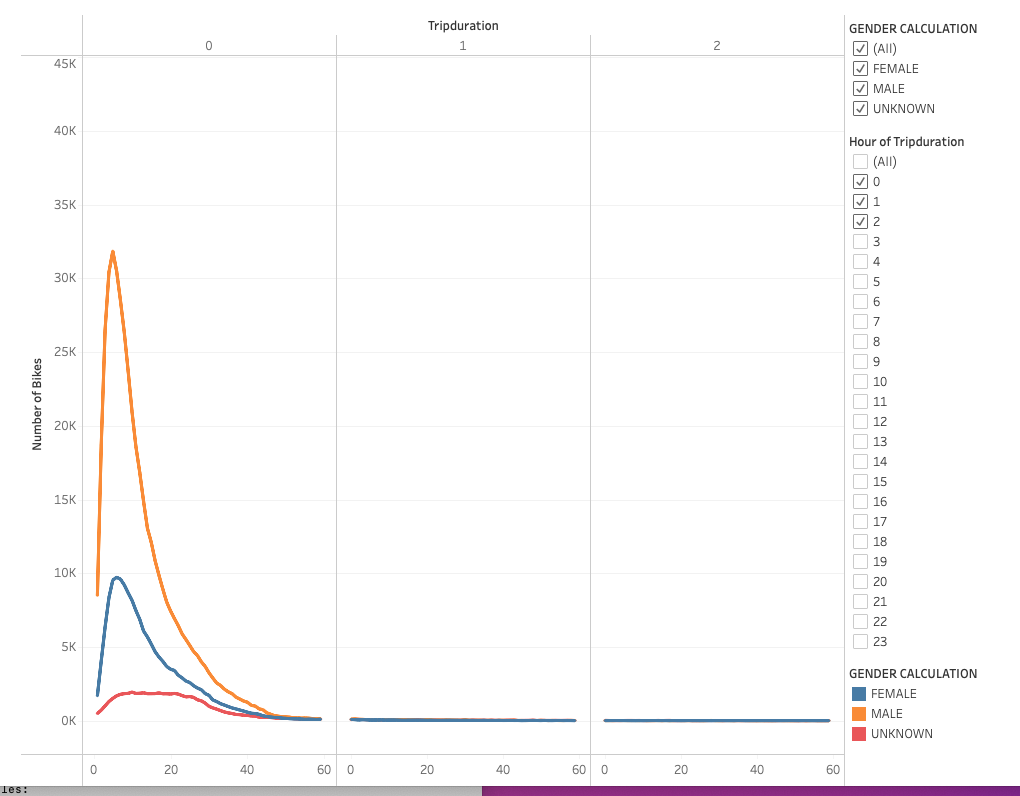 Tripduration
0 1 2
45K
40K
35K
30K
25K
20K
15K
10K
5K
0K
Number of Bikes
0 20 40 60 0 20 40 60 0 20 40 60
GENDER CALCULATION
(All)
FEMALE
MALE
UNKNOWN
Hour of Tripduration
(All)
0
1
2
3
4
5
6
7
8
9
10
11
12
13
14
15
16
17
18
19
20
21
22
23
GENDER CALCULATION
FEMALE
MALE
UNKNOWN
les: